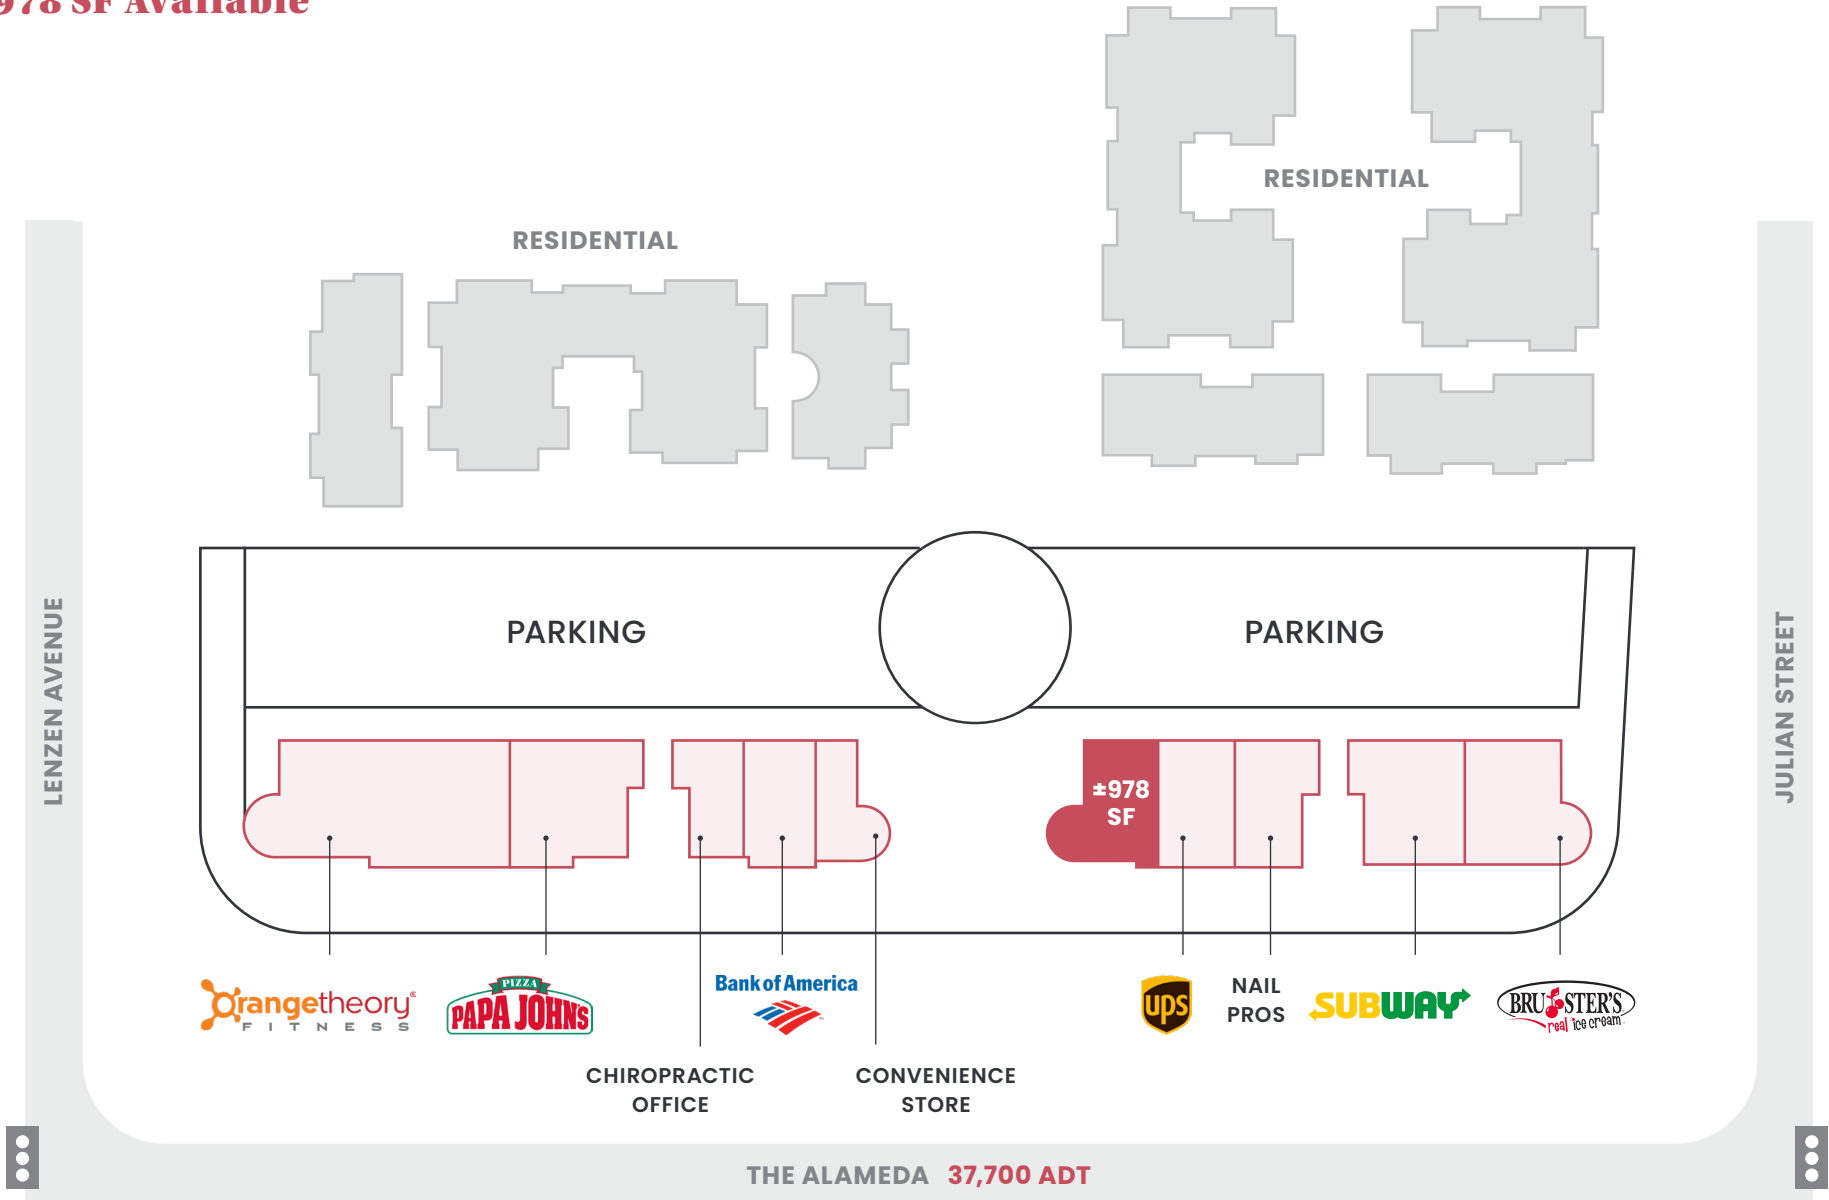 978 SF Available
RESIDENTIAL
RESIDENTIAL
LENZEN AVENUE
PARKING
PARKING
JULIAN STREET
±978
SF
Orangetheory®
FITNESS
PIZZA
PAPA JOHN'S
Bank of America
ups
NAIL
PROS
SUBWAY
BRUSTER'S
real ice cream
CHIROPRACTIC
OFFICE
CONVENIENCE
STORE
THE ALAMEDA 37,700 ADT